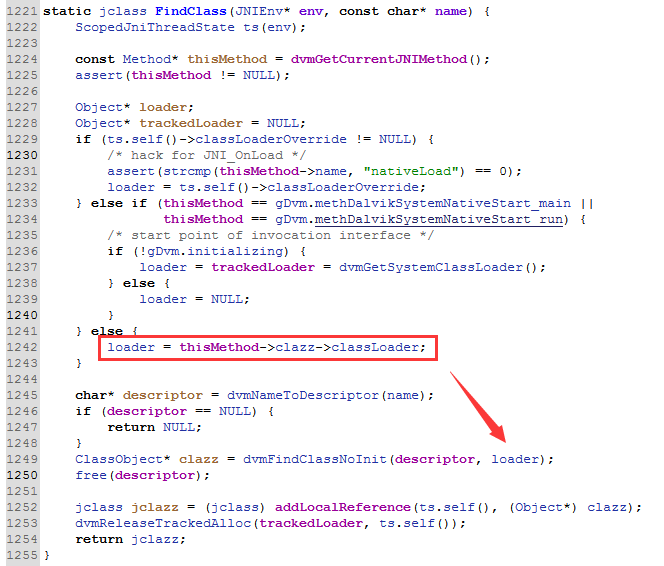 1221 static jclass FindClass(JNIEnv* env, const char* name) {
1222     ScopedJniThreadState ts(env);
1223
1224     const Method* thisMethod = dvmGetCurrentJNIMethod();
1225     assert(thisMethod != NULL);
1226
1227     Object* loader;
1228     Object* trackedLoader = NULL;
1229     if (ts.self()->classLoaderOverride != NULL) {
1230         /* hack for JNI_OnLoad */
1231         assert(strcmp(thisMethod->name, "nativeLoad") == 0);
1232         loader = ts.self()->classLoaderOverride;
1233     } else if (thisMethod == gDvm.methDalvikSystemNativeStart_main ||
1234                thisMethod == gDvm.methDalvikSystemNativeStart_run) {
1235         /* start point of invocation interface */
1236         if (!gDvm.initializing) {
1237             loader = trackedLoader = dvmGetSystemClassLoader();
1238         } else {
1239             loader = NULL;
1240         }
1241     } else {
1242         loader = thisMethod->clazz->classLoader;
1243     }
1244
1245     char* descriptor = dvmNameToDescriptor(name);
1246     if (descriptor == NULL) {
1247         return NULL;
1248     }
1249     ClassObject* clazz = dvmFindClassNoInit(descriptor, loader);
1250     free(descriptor);
1251
1252     jclass jclazz = (jclass) addLocalReference(ts.self(), (Object*) clazz);
1253     dvmReleaseTrackedAlloc(trackedLoader, ts.self());
1254     return jclazz;
1255 }